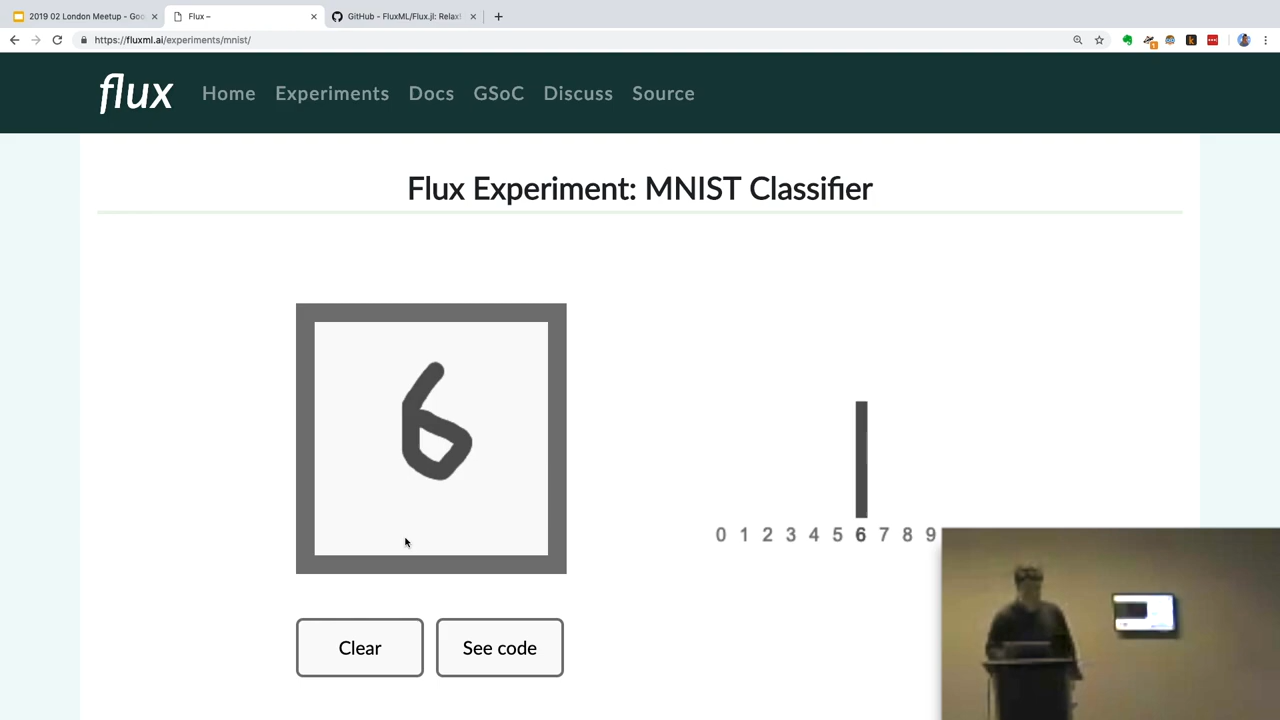 2019 02 London Meetup - Goo
Flux –
GitHub - FluxML/Flux.jl: Relax!
https://fluxml.ai/experiments/mnist/
flux Home Experiments Docs GSoC Discuss Source
Flux Experiment: MNIST Classifier
6
0 1 2 3 4 5 6 7 8 9
Clear See code